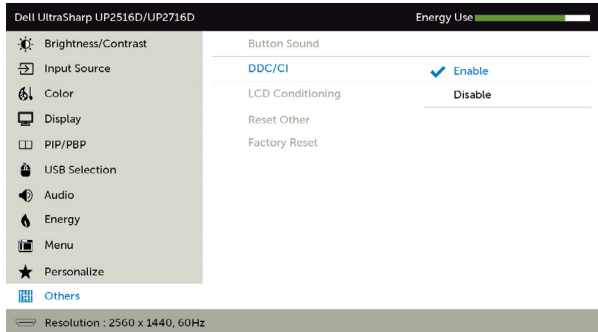 Dell UltraSharp UP2516D/UP2716D Energy Use
Brightness/Contrast Button Sound
Input Source DDC/CI Enable
Color LCD Conditioning Disable
Display Reset Other
PIP/PBP Factory Reset
USB Selection
Audio
Energy
Menu
Personalize
Others
Resolution : 2560 x 1440, 60Hz